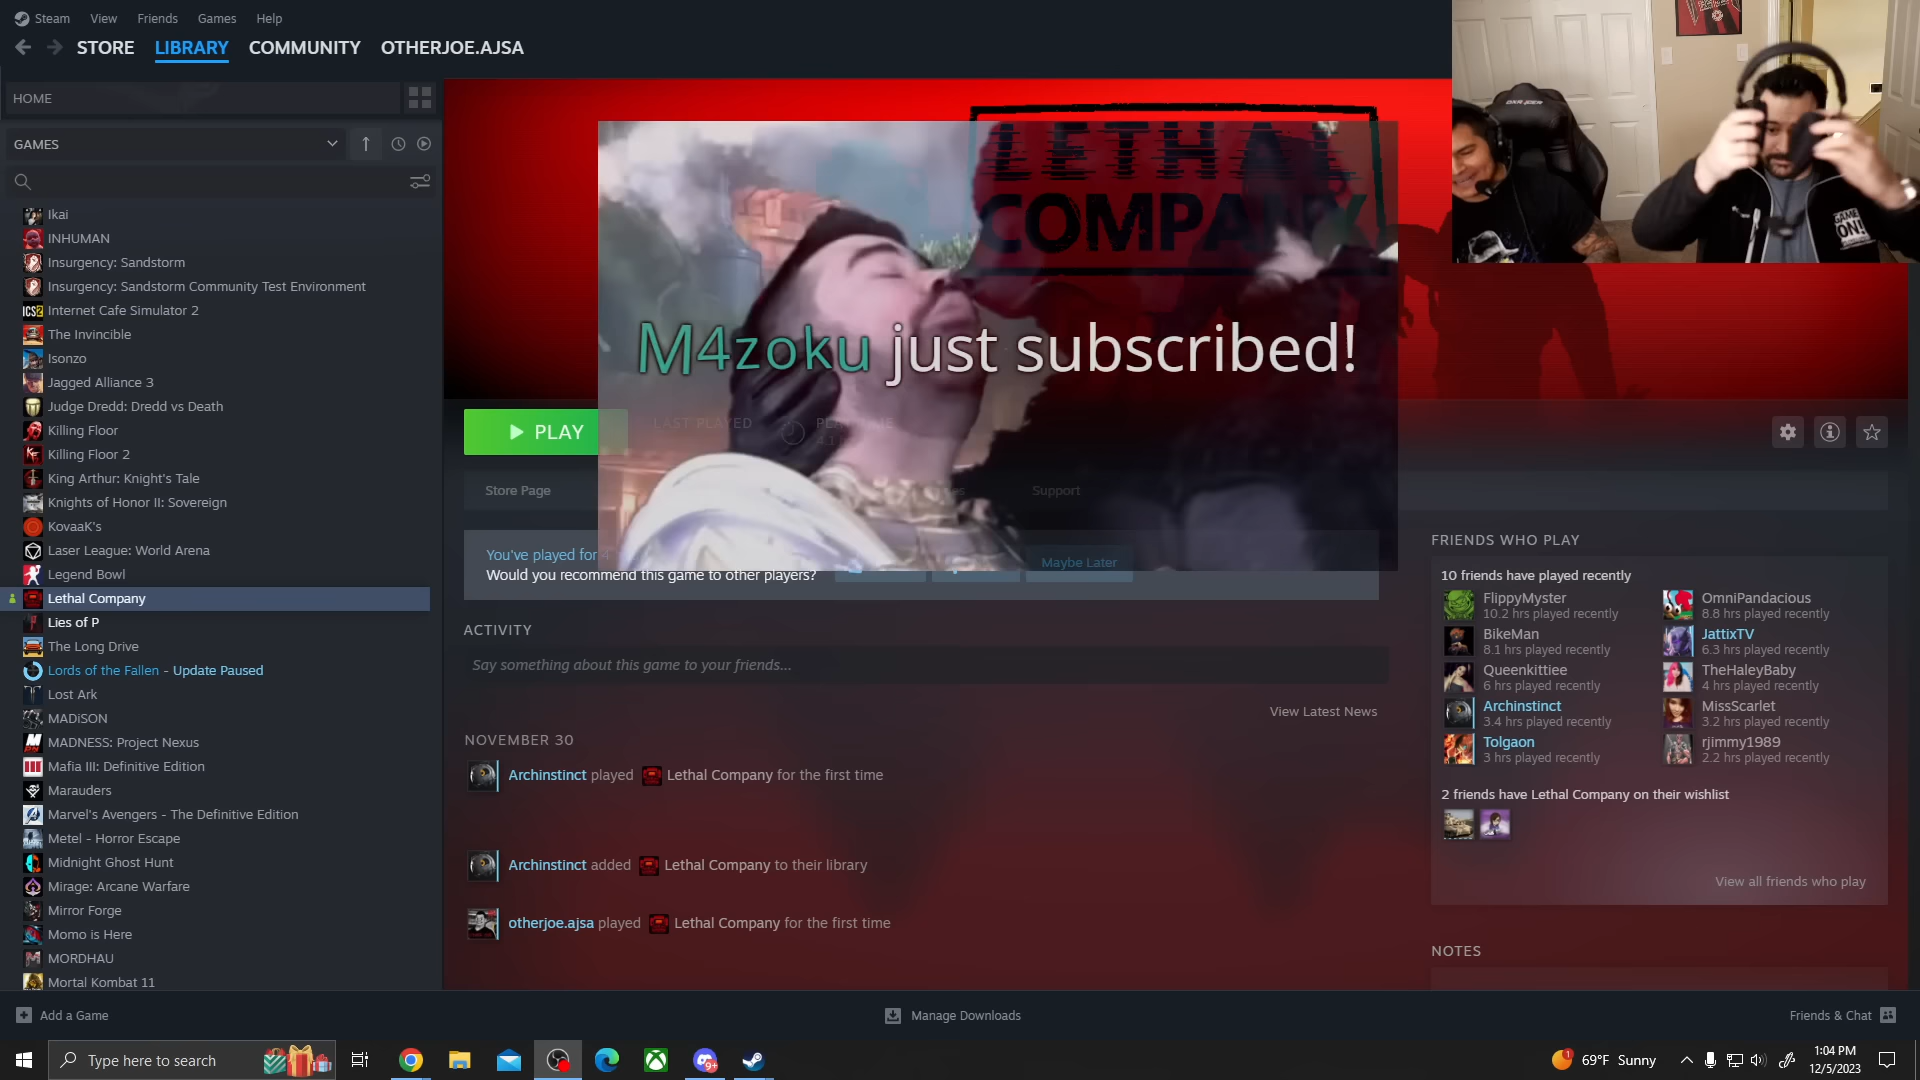 Steam View Friends Games Help
STORE LIBRARY COMMUNITY OTHERJOE.AJSA
HOME
GAMES
Ikai
INHUMAN
Insurgency: Sandstorm
Insurgency: Sandstorm Community Test Environment
Internet Cafe Simulator 2
The Invincible
Isonzo
Jagged Alliance 3
Judge Dredd: Dredd vs Death
Killing Floor
Killing Floor 2
King Arthur: Knight's Tale
Knights of Honor II: Sovereign
KovaaK's
Laser League: World Arena
Legend Bowl
Lethal Company
Lies of P
The Long Drive
Lords of the Fallen - Update Paused
Lost Ark
MADiSON
MADNESS: Project Nexus
Mafia III: Definitive Edition
Marauders
Marvel's Avengers - The Definitive Edition
Metel - Horror Escape
Midnight Ghost Hunt
Mirage: Arcane Warfare
Mirror Forge
Momo is Here
MORDHAU
Mortal Kombat 11
LETHAL
COMPANY
M4zoku just subscribed!
GAME
ON!
PLAY
LAST PLAYED
Store Page
Support
You've played for 4
Would you recommend this game to other players?
Maybe Later
ACTIVITY
Say something about this game to your friends...
View Latest News
NOVEMBER 30
Archinstinct played Lethal Company for the first time
Archinstinct added Lethal Company to their library
otherjoe.ajsa played Lethal Company for the first time
FRIENDS WHO PLAY
10 friends have played recently
FlippyMyster
10.2 hrs played recently
OmniPandacious
8.8 hrs played recently
BikeMan
8.1 hrs played recently
JattixTV
6.3 hrs played recently
Queenkittiee
6 hrs played recently
TheHaleyBaby
4 hrs played recently
Archinstinct
3.4 hrs played recently
MissScarlet
3.2 hrs played recently
Tolgaon
3 hrs played recently
rjimmy1989
2.2 hrs played recently
2 friends have Lethal Company on their wishlist
View all friends who play
NOTES
Add a Game
Manage Downloads
Friends & Chat
Type here to search
9+
1
69°F Sunny
1:04 PM
12/5/2023